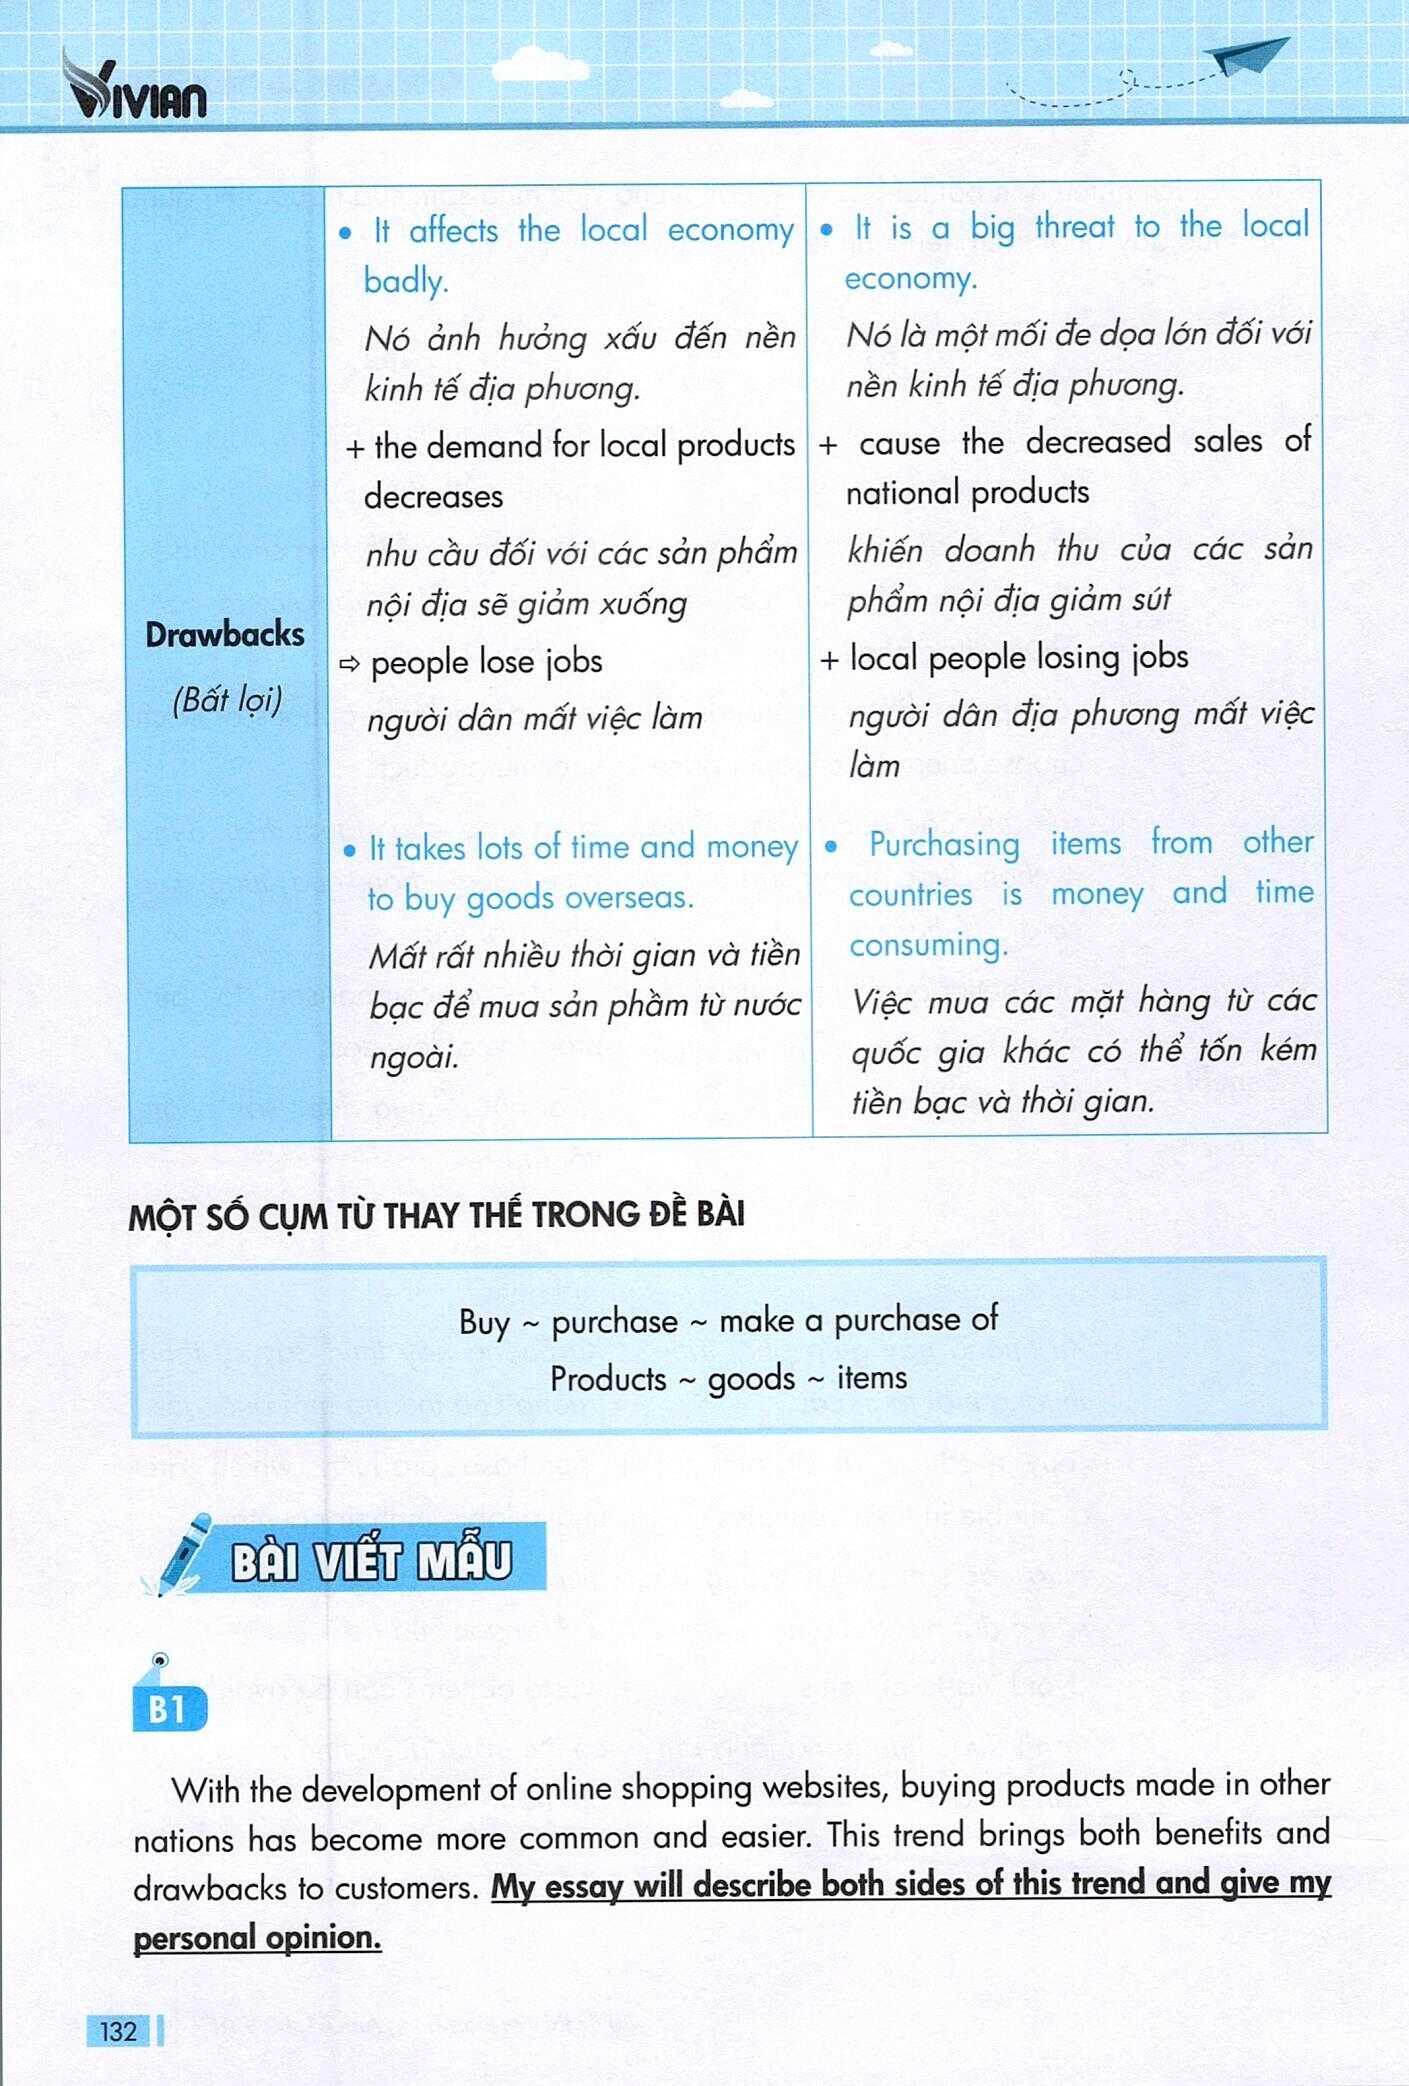 VIVIAN
Drawbacks
(Bất lợi)
• It affects the local economy
badly.
Nó ảnh hưởng xấu đến nền
kinh tế địa phương.
+ the demand for local products
decreases
nhu cầu đối với các sản phẩm
nội địa sẽ giảm xuống
⇨ people lose jobs
người dân mất việc làm
• It takes lots of time and money
to buy goods overseas.
Mất rất nhiều thời gian và tiền
bạc để mua sản phầm từ nước
ngoài.
• It is a big threat to the local
economy.
Nó là một mối đe dọa lớn đối với
nền kinh tế địa phương.
+ cause the decreased sales of
national products
khiến doanh thu của các sản
phẩm nội địa giảm sút
+ local people losing jobs
người dân địa phương mất việc
làm
• Purchasing items from other
countries is money and time
consuming.
Việc mua các mặt hàng từ các
quốc gia khác có thể tốn kém
tiền bạc và thời gian.
MỘT SỐ CỤM TỪ THAY THẾ TRONG ĐỀ BÀI
Buy ~ purchase ~ make a purchase of
Products ~ goods ~ items
BÀI VIẾT MẪU
B1
With the development of online shopping websites, buying products made in other
nations has become more common and easier. This trend brings both benefits and
drawbacks to customers. My essay will describe both sides of this trend and give my
personal opinion.
132